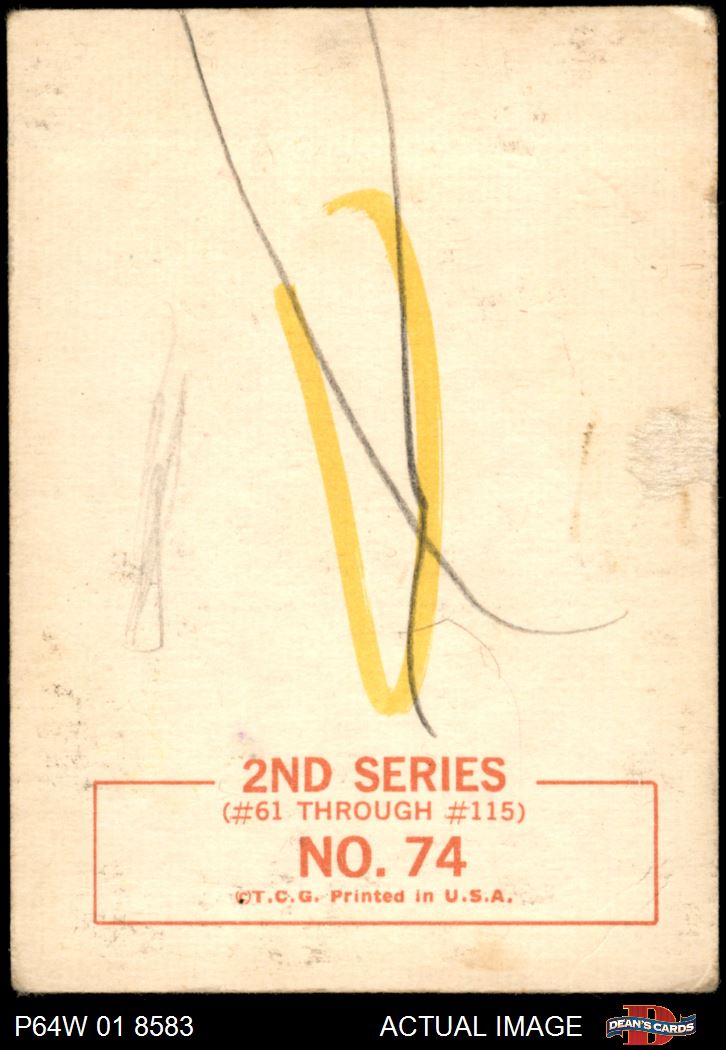 2ND SERIES
(#61 THROUGH #115)
NO. 74
©T.C.G. Printed in U.S.A.
P64W 01 8583 ACTUAL IMAGE DEAN'S CARDS